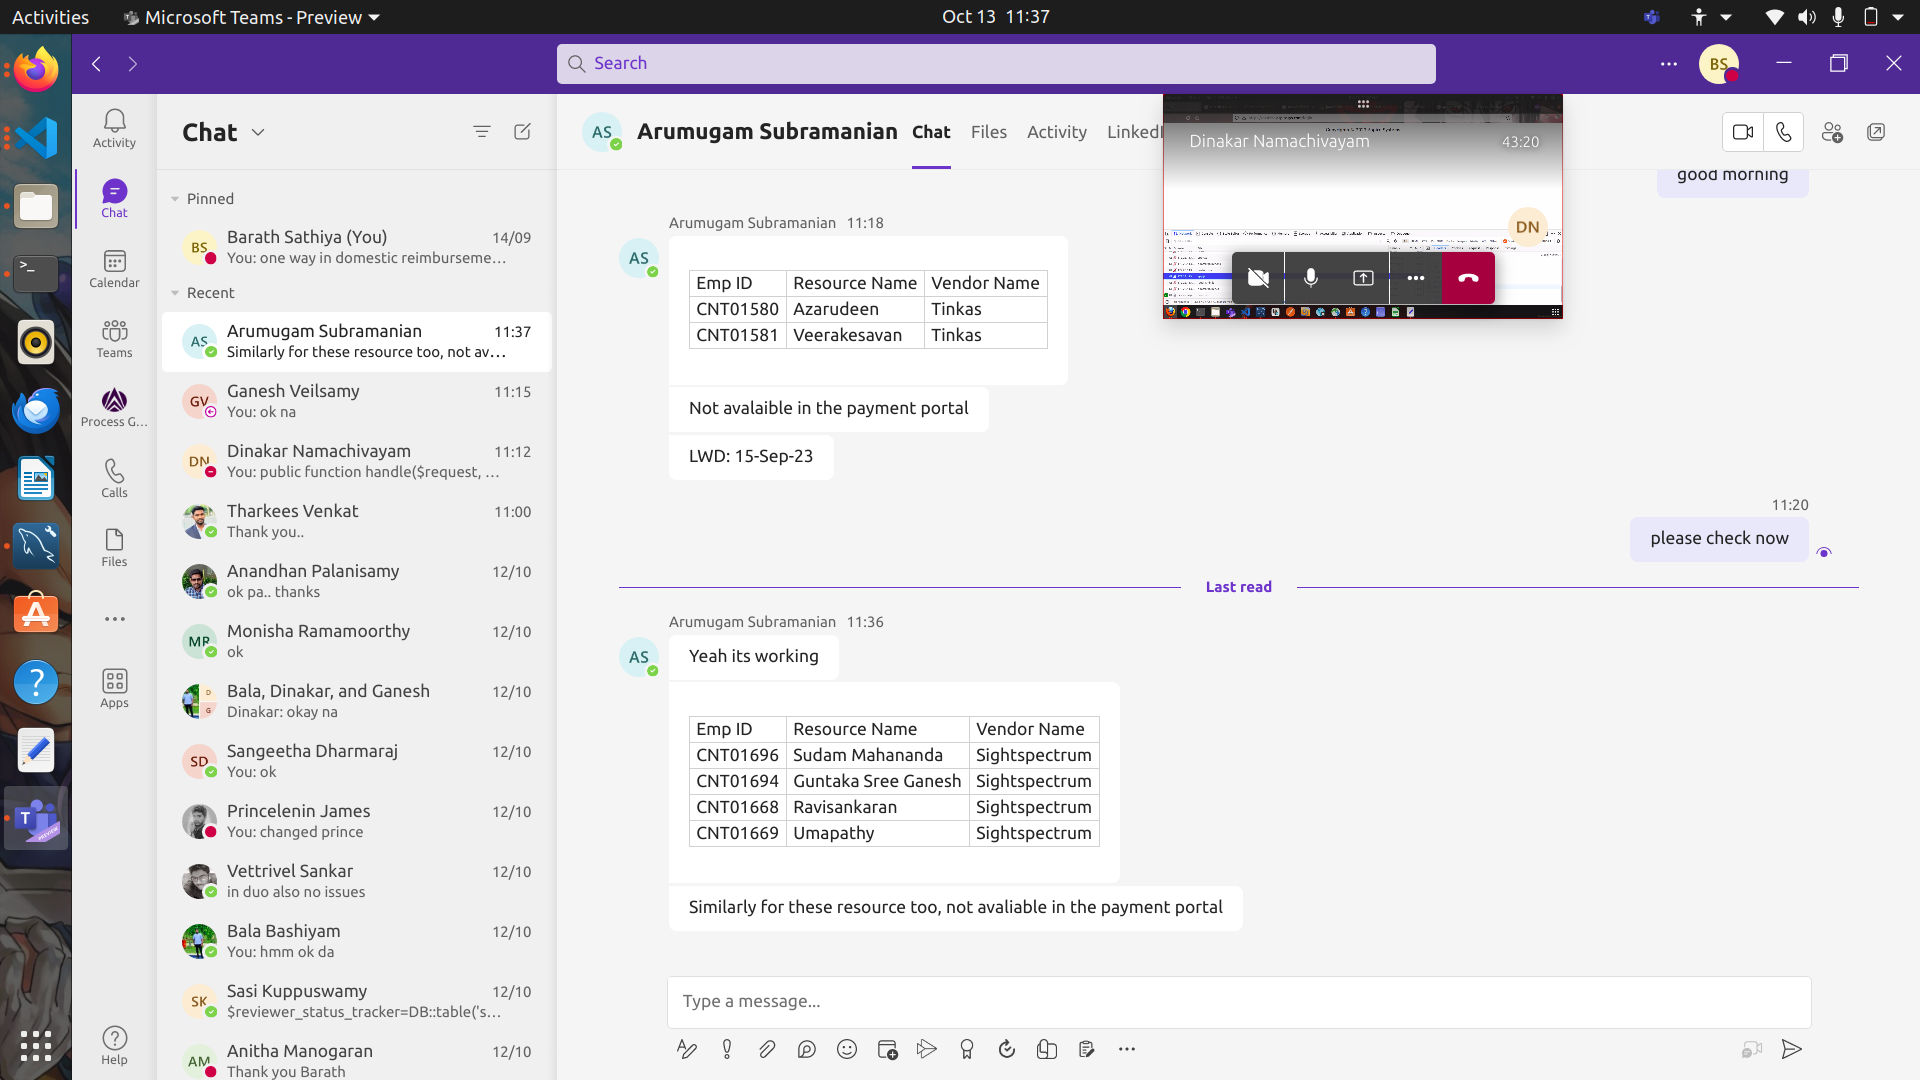 Activities
Microsoft Teams - Preview
Oct 13 11:37
Search
BS
Activity
Chat
Calendar
Teams
Process G...
Calls
Files
Apps
Help
Chat
Pinned
BS
Barath Sathiya (You) 14/09
You: one way in domestic reimburseme...
Recent
AS
Arumugam Subramanian 11:37
Similarly for these resource too, not av...
GV
Ganesh Veilsamy 11:15
You: ok na
DN
Dinakar Namachivayam 11:12
You: public function handle($request, ...
Tharkees Venkat 11:00
Thank you..
Anandhan Palanisamy 12/10
ok pa.. thanks
MR
Monisha Ramamoorthy 12/10
ok
D
G
Bala, Dinakar, and Ganesh 12/10
Dinakar: okay na
SD
Sangeetha Dharmaraj 12/10
You: ok
Princelenin James 12/10
You: changed prince
Vettrivel Sankar 12/10
in duo also no issues
Bala Bashiyam 12/10
You: hmm ok da
SK
Sasi Kuppuswamy 12/10
$reviewer_status_tracker=DB::table('s...
AM
Anitha Manogaran 12/10
Thank you Barath
AS
Arumugam Subramanian Chat Files Activity
Dinakar Namachivayam 43:20
DN
good morning
Arumugam Subramanian 11:18
AS
Emp ID Resource Name Vendor Name
CNT01580 Azarudeen Tinkas
CNT01581 Veerakesavan Tinkas
Not avalaible in the payment portal
LWD: 15-Sep-23
11:20
please check now
Last read
Arumugam Subramanian 11:36
AS
Yeah its working
Emp ID Resource Name Vendor Name
CNT01696 Sudam Mahananda Sightspectrum
CNT01694 Guntaka Sree Ganesh Sightspectrum
CNT01668 Ravisankaran Sightspectrum
CNT01669 Umapathy Sightspectrum
Similarly for these resource too, not avaliable in the payment portal
Type a message...